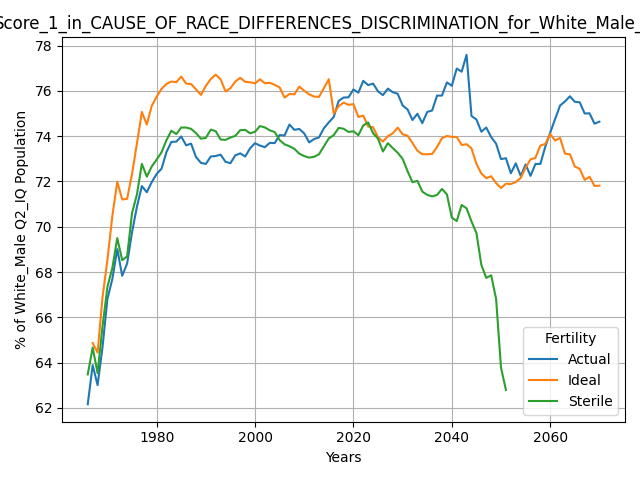 Score_1_in_CAUSE_OF_RACE_DIFFERENCES_DISCRIMINATION_for_White_Male_
% of White_Male Q2_IQ Population
78
76
74
72
70
68
66
64
62
1980
2000
2020
2040
2060
Years
Fertility
Actual
Ideal
Sterile